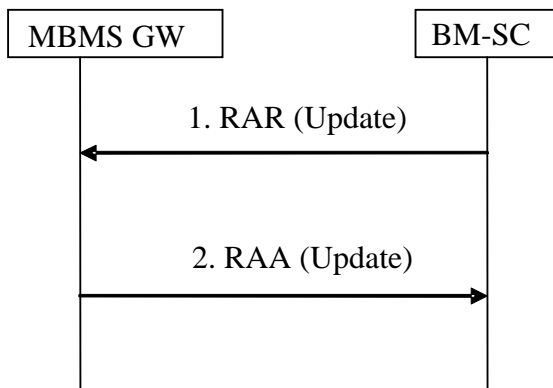 MBMS GW
BM-SC
1. RAR (Update)
2. RAA (Update)